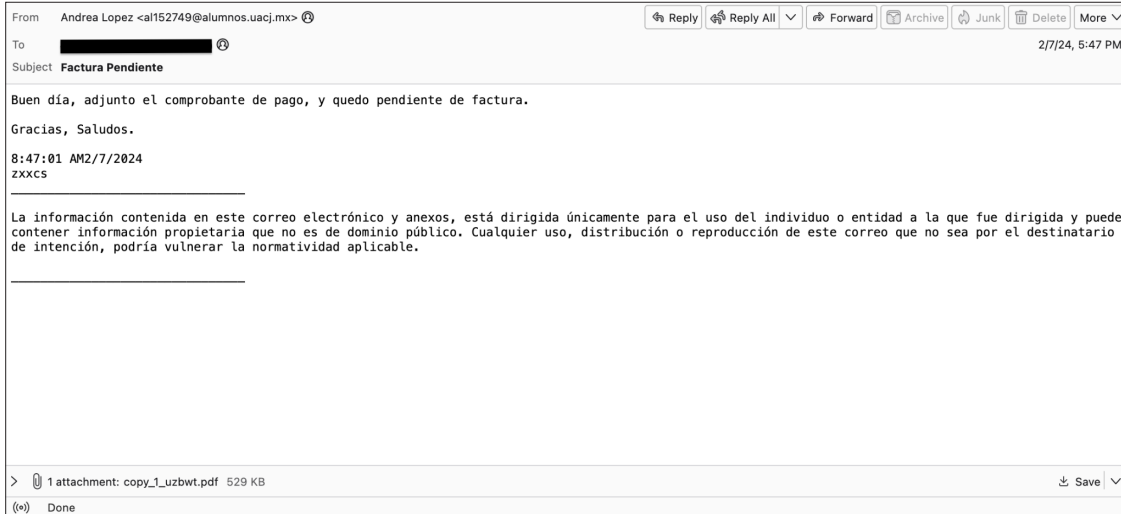 From Andrea Lopez <al152749@alumnos.uacj.mx> Reply Reply All Forward Archive Junk Delete More
To 2/7/24, 5:47 PM
Subject Factura Pendiente
Buen día, adjunto el comprobante de pago, y quedo pendiente de factura.
Gracias, Saludos.
8:47:01 AM2/7/2024
zxxcs
________________________________
La información contenida en este correo electrónico y anexos, está dirigida únicamente para el uso del individuo o entidad a la que fue dirigida y puede
contener información propietaria que no es de dominio público. Cualquier uso, distribución o reproducción de este correo que no sea por el destinatario
de intención, podría vulnerar la normatividad aplicable.
________________________________
1 attachment: copy_1_uzbwt.pdf 529 KB Save
Done